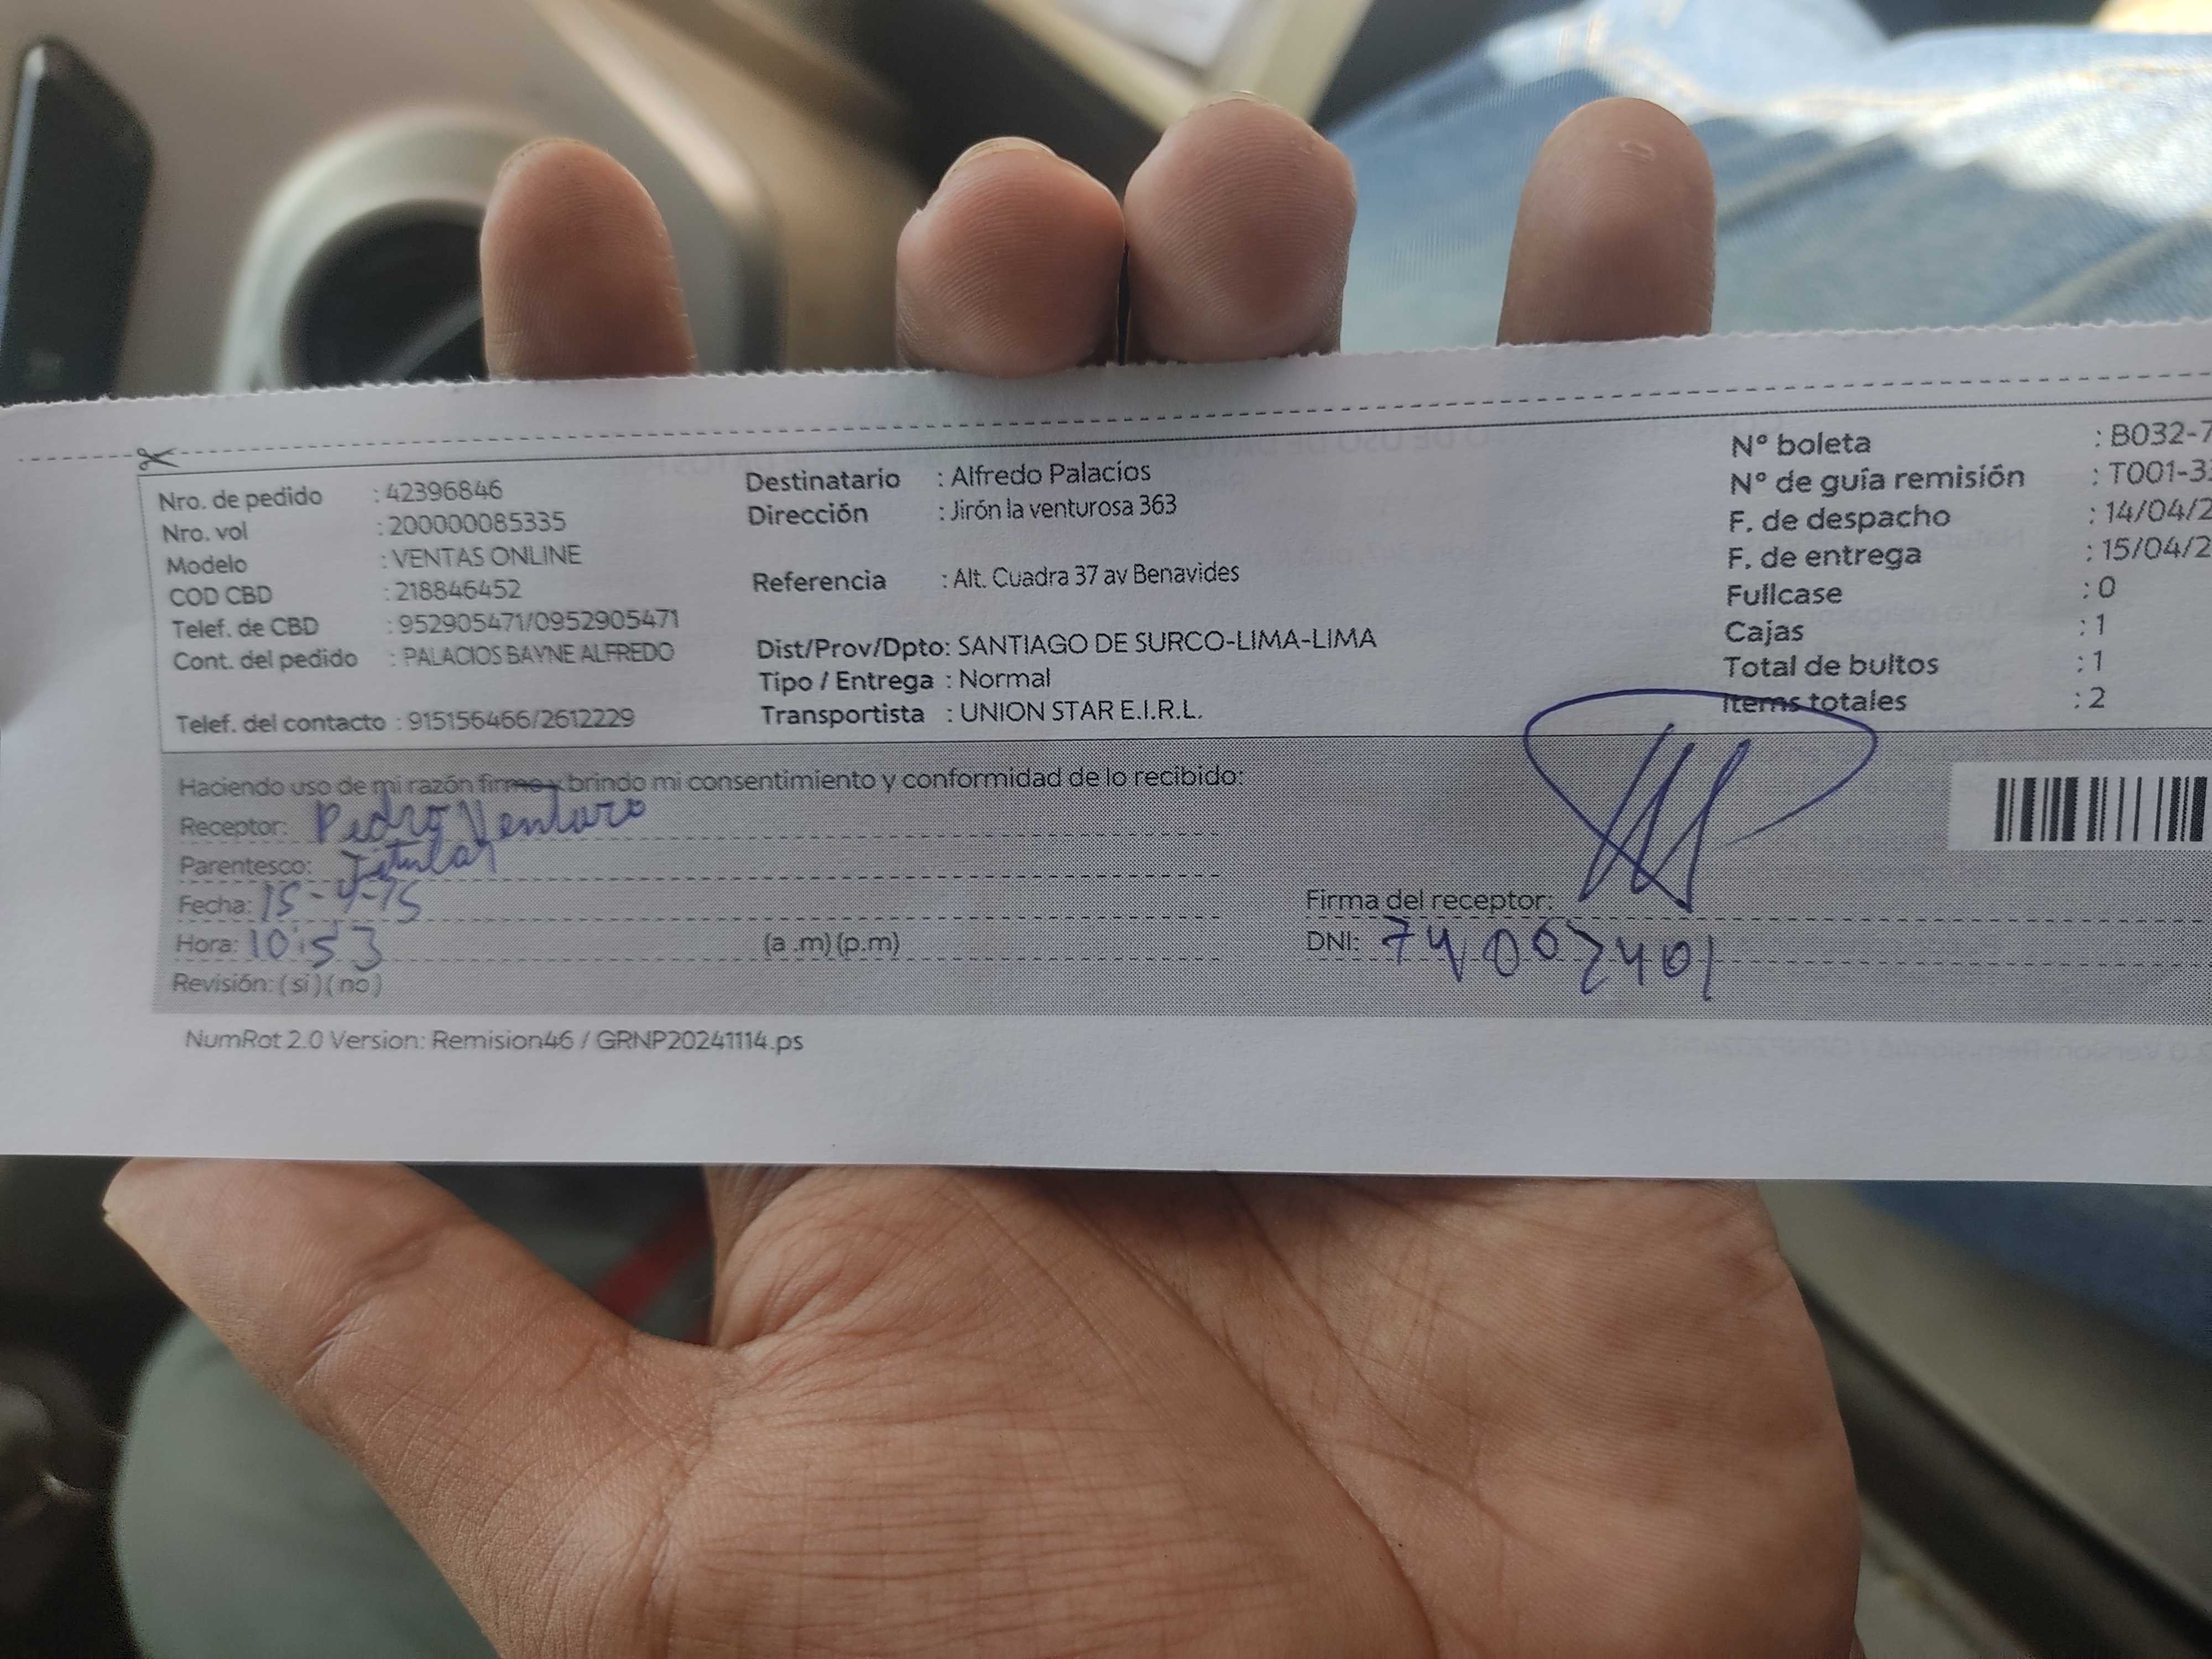 Nro. de pedido : 42396846
Nro. vol : 200000085335
Modelo : VENTAS ONLINE
COD CBD : 218846452
Telef. de CBD : 952905471/0952905471
Cont. del pedido : PALACIOS BAYNE ALFREDO
Telef. del contacto : 915156466/2612229
Destinatario : Alfredo Palacios
Dirección : Jirón la venturosa 363
Referencia : Alt. Cuadra 37 av Benavides
Dist/Prov/Dpto: SANTIAGO DE SURCO-LIMA-LIMA
Tipo / Entrega : Normal
Transportista : UNION STAR E.I.R.L.
N° boleta : B032-7
N° de guía remisión : T001-33
F. de despacho : 14/04/2
F. de entrega : 15/04/2
Fullcase : 0
Cajas : 1
Total de bultos : 1
Items totales : 2
Haciendo uso de mi razón firmo y brindo mi consentimiento y conformidad de lo recibido:
Receptor: Pedro Venturo
Parentesco: Titular
Fecha: 15-4-
Hora: 10:53 (a .m) (p.m)
Revisión: ( si ) ( no )
Firma del receptor:
DNI:
NumRot 2.0 Version: Remision46 / GRNP20241114.ps